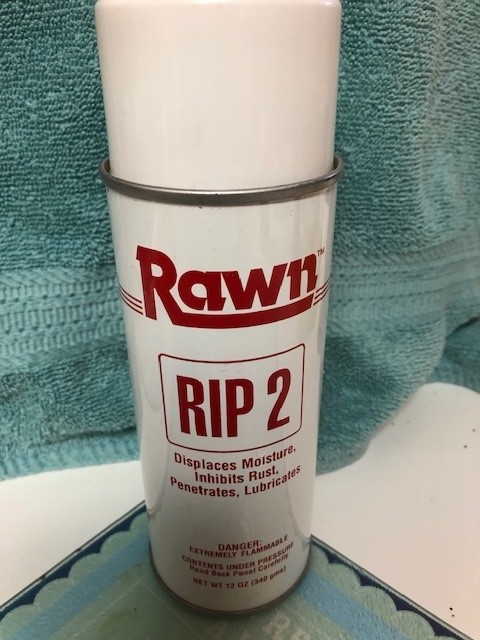 Rawn™
RIP 2
Displaces Moisture,
Inhibits Rust,
Penetrates, Lubricates
DANGER:
EXTREMELY FLAMMABLE
CONTENTS UNDER PRESSURE
Read Back Panel Carefully
NET WT 12 OZ (340 gms)